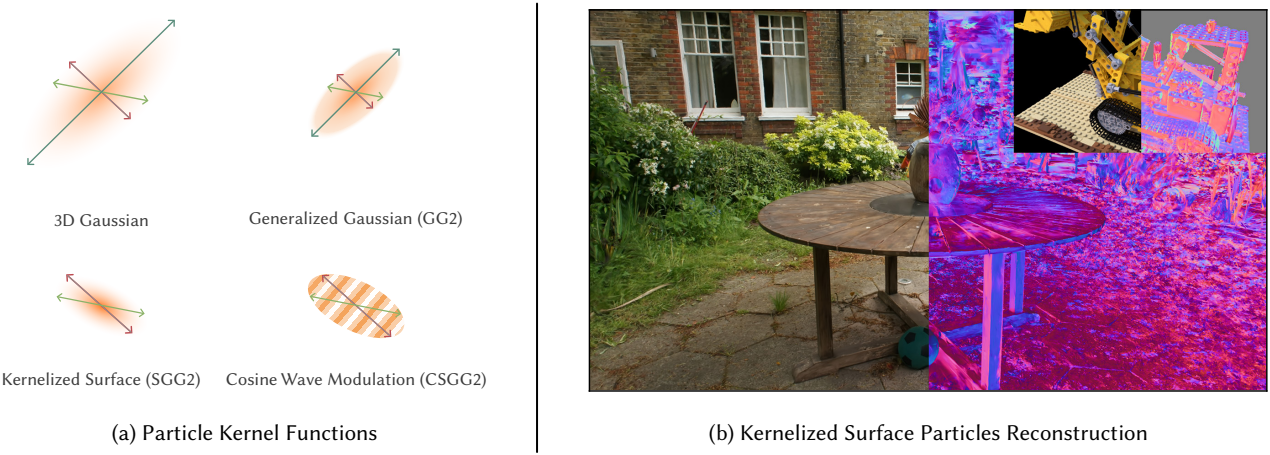 3D Gaussian
Generalized Gaussian (GG2)
Kernelized Surface (SGG2)
Cosine Wave Modulation (CSGG2)
(a) Particle Kernel Functions
(b) Kernelized Surface Particles Reconstruction